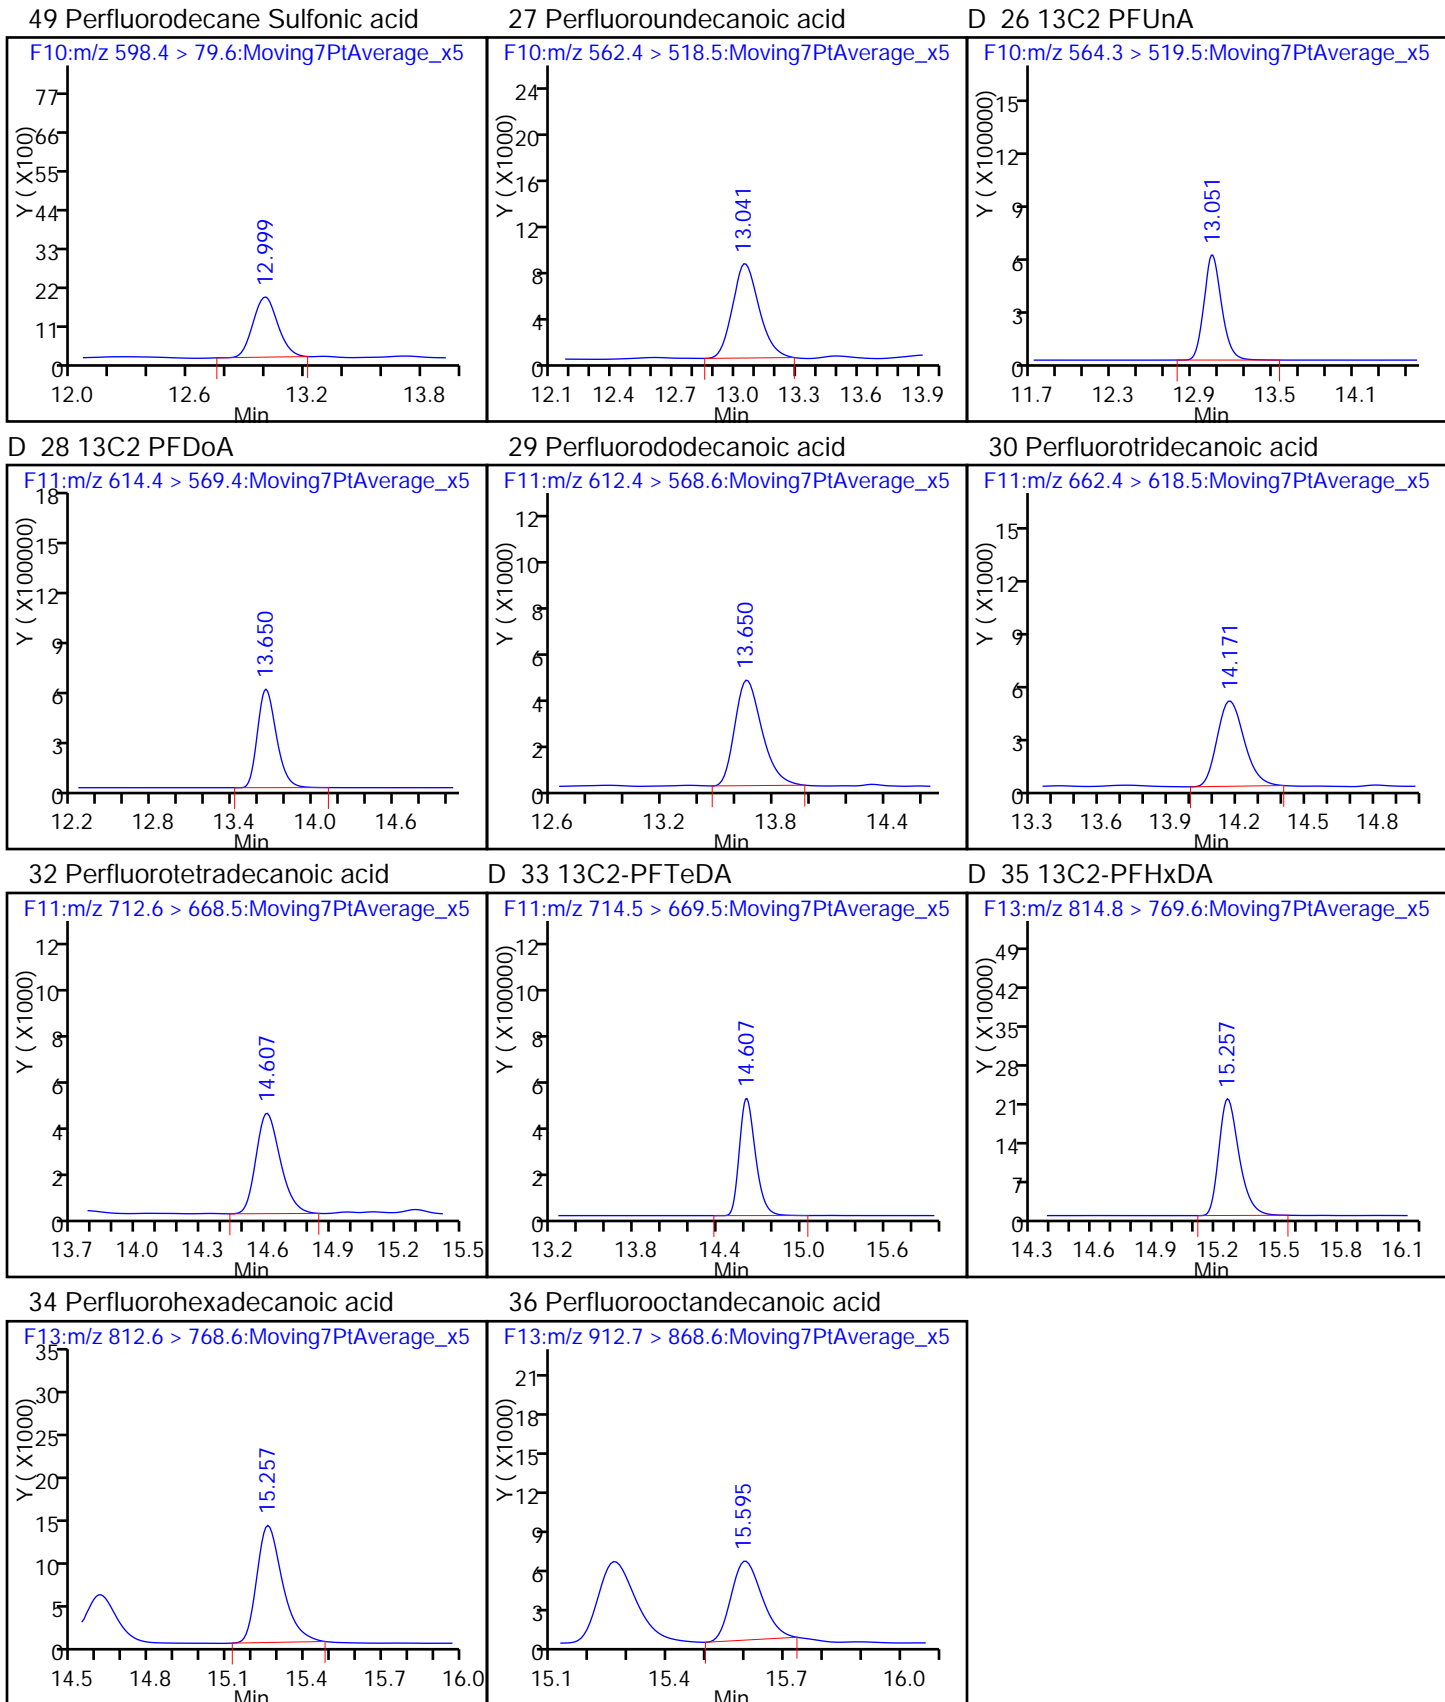 49 Perfluorodecane Sulfonic acid
F10:m/z 598.4 > 79.6:Moving7PtAverage_x5
Y ( X100)
77
66
55
44
33
22
11
0
12.999
12.0 12.6 13.2 13.8
Min
27 Perfluoroundecanoic acid
F10:m/z 562.4 > 518.5:Moving7PtAverage_x5
Y ( X1000)
24
20
16
12
8
4
0
13.041
12.1 12.4 12.7 13.0 13.3 13.6 13.9
Min
D 26 13C2 PFUnA
F10:m/z 564.3 > 519.5:Moving7PtAverage_x5
Y ( X100000)
15
12
9
6
3
0
13.051
11.7 12.3 12.9 13.5 14.1
Min
D 28 13C2 PFDoA
F11:m/z 614.4 > 569.4:Moving7PtAverage_x5
Y ( X100000)
18
15
12
9
6
3
0
13.650
12.2 12.8 13.4 14.0 14.6
Min
29 Perfluorododecanoic acid
F11:m/z 612.4 > 568.6:Moving7PtAverage_x5
Y ( X1000)
12
10
8
6
4
2
0
13.650
12.6 13.2 13.8 14.4
Min
30 Perfluorotridecanoic acid
F11:m/z 662.4 > 618.5:Moving7PtAverage_x5
Y ( X1000)
15
12
9
6
3
0
14.171
13.3 13.6 13.9 14.2 14.5 14.8
Min
32 Perfluorotetradecanoic acid
F11:m/z 712.6 > 668.5:Moving7PtAverage_x5
Y ( X1000)
12
10
8
6
4
2
0
14.607
13.7 14.0 14.3 14.6 14.9 15.2 15.5
Min
D 33 13C2-PFTeDA
F11:m/z 714.5 > 669.5:Moving7PtAverage_x5
Y ( X100000)
12
10
8
6
4
2
0
14.607
13.2 13.8 14.4 15.0 15.6
Min
D 35 13C2-PFHxDA
F13:m/z 814.8 > 769.6:Moving7PtAverage_x5
Y ( X10000)
49
42
35
28
21
14
7
0
15.257
14.3 14.6 14.9 15.2 15.5 15.8 16.1
Min
34 Perfluorohexadecanoic acid
F13:m/z 812.6 > 768.6:Moving7PtAverage_x5
Y ( X1000)
35
30
25
20
15
10
5
0
15.257
14.5 14.8 15.1 15.4 15.7 16.0
Min
36 Perfluorooctandecanoic acid
F13:m/z 912.7 > 868.6:Moving7PtAverage_x5
Y ( X1000)
21
18
15
12
9
6
3
0
15.595
15.1 15.4 15.7 16.0
Min